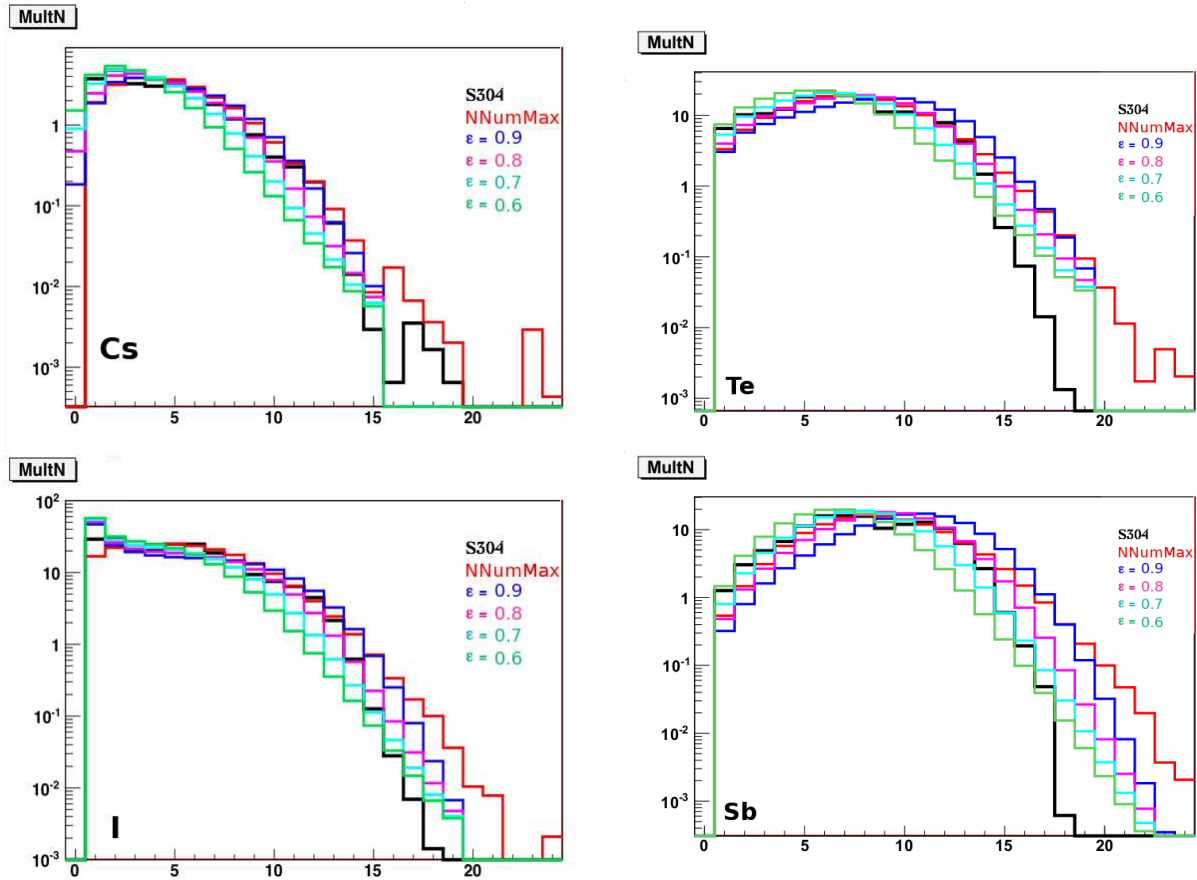 MultN
S304
NNumMax
ε = 0.9
ε = 0.8
ε = 0.7
ε = 0.6
Cs
1
10-1
10-2
10-3
0 5 10 15 20
MultN
S304
NNumMax
ε = 0.9
ε = 0.8
ε = 0.7
ε = 0.6
Te
10
1
10-1
10-2
10-3
0 5 10 15 20
MultN
S304
NNumMax
ε = 0.9
ε = 0.8
ε = 0.7
ε = 0.6
I
102
10
1
10-1
10-2
10-3
0 5 10 15 20
MultN
S304
NNumMax
ε = 0.9
ε = 0.8
ε = 0.7
ε = 0.6
Sb
10
1
10-1
10-2
10-3
0 5 10 15 20